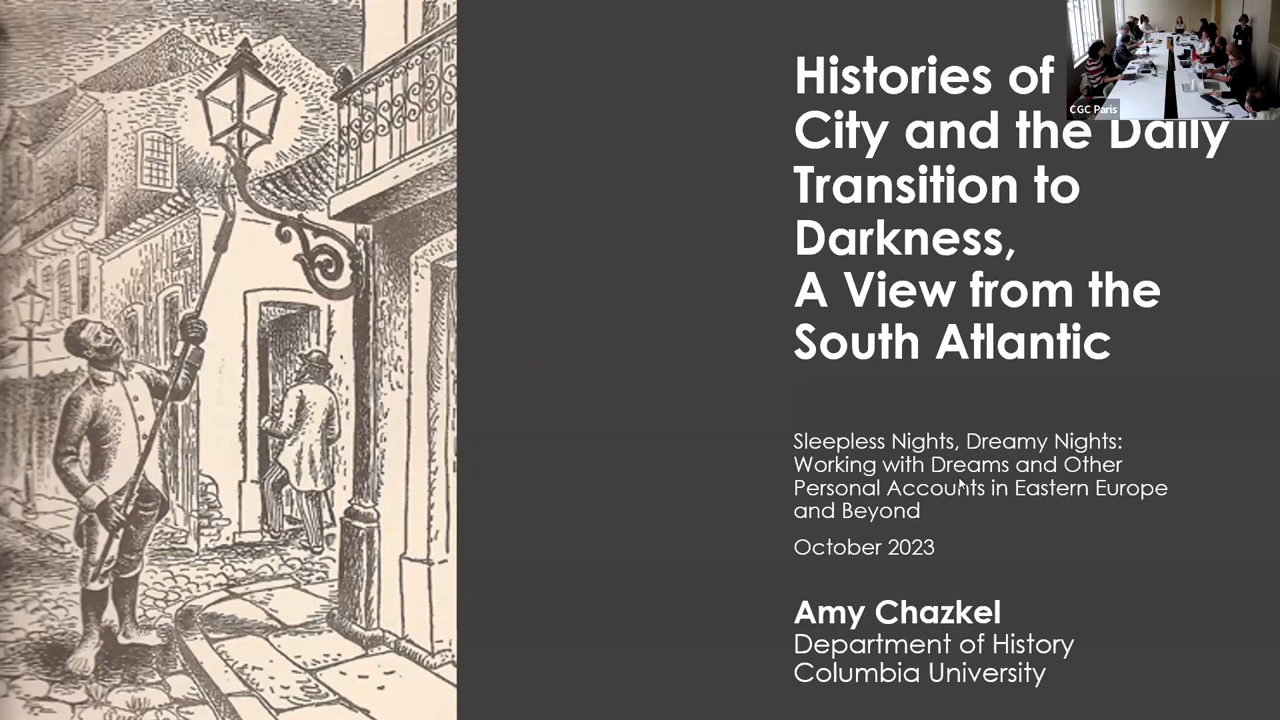 Histories of
City and the Daily
Transition to
Darkness,
A View from the
South Atlantic
CGC Paris
Sleepless Nights, Dreamy Nights:
Working with Dreams and Other
Personal Accounts in Eastern Europe
and Beyond
October 2023
Amy Chazkel
Department of History
Columbia University